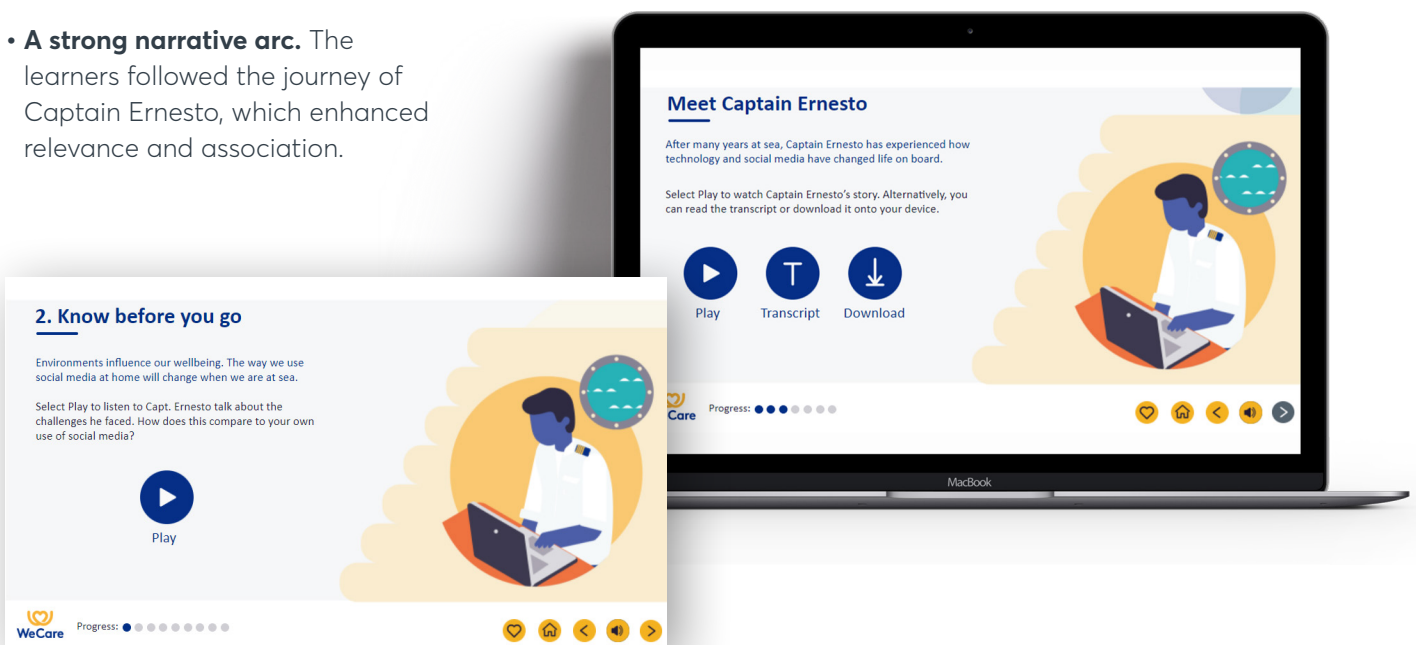 • A strong narrative arc. The
learners followed the journey of
Captain Ernesto, which enhanced
relevance and association.
Meet Captain Ernesto
After many years at sea, Captain Ernesto has experienced how
technology and social media have changed life on board.
Select Play to watch Captain Ernesto's story. Alternatively, you
can read the transcript or download it onto your device.
T
Play Transcript Download
Care Progress:
MacBook
2. Know before you go
Environments influence our wellbeing. The way we use
social media at home will change when we are at sea.
Select Play to listen to Capt. Ernesto talk about the
challenges he faced. How does this compare to your own
use of social media?
Play
WeCare Progress: